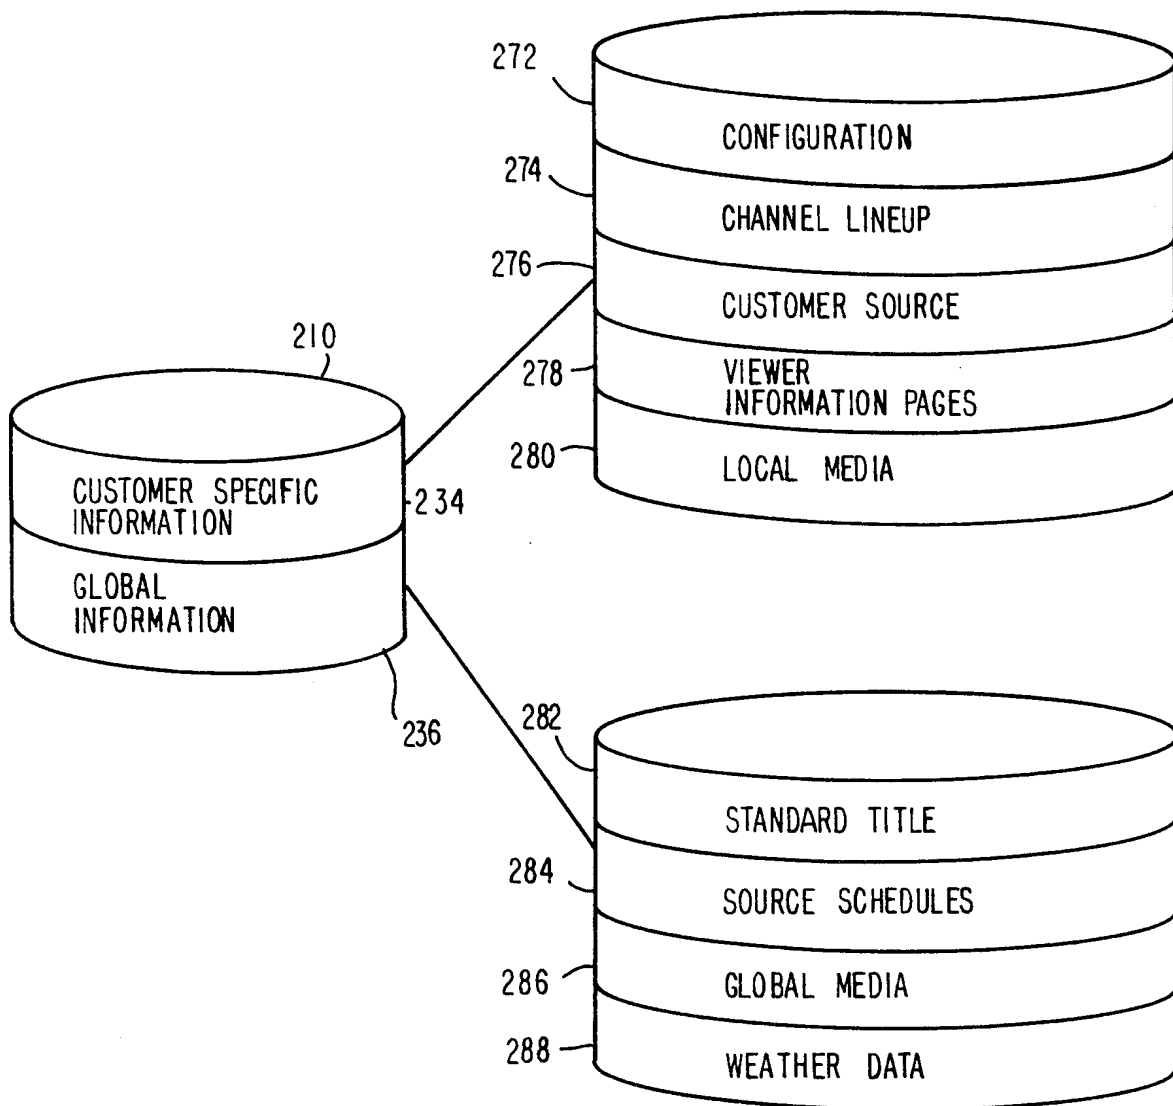 272
CONFIGURATION
274
CHANNEL LINEUP
276
CUSTOMER SOURCE
278
VIEWER
INFORMATION PAGES
280
LOCAL MEDIA
210
CUSTOMER SPECIFIC
INFORMATION
234
GLOBAL
INFORMATION
236
282
STANDARD TITLE
284
SOURCE SCHEDULES
286
GLOBAL MEDIA
288
WEATHER DATA